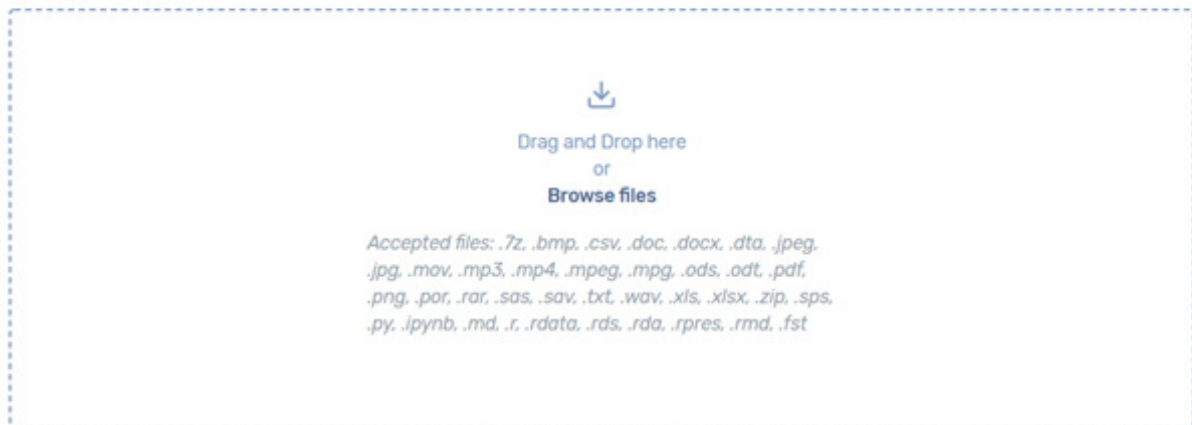 Drag and Drop here
or
Browse files
Accepted files: .7z, .bmp, .csv, .doc, .docx, .dta, .jpeg,
.jpg, .mov, .mp3, .mp4, .mpeg, .mpg, .ods, .odt, .pdf,
.png, .por, .rar, .sas, .sav, .txt, .wav, .xls, .xlsx, .zip, .sps,
.py, .ipynb, .md, .r, .rdata, .rds, .rda, .rpres, .rmd, .fst